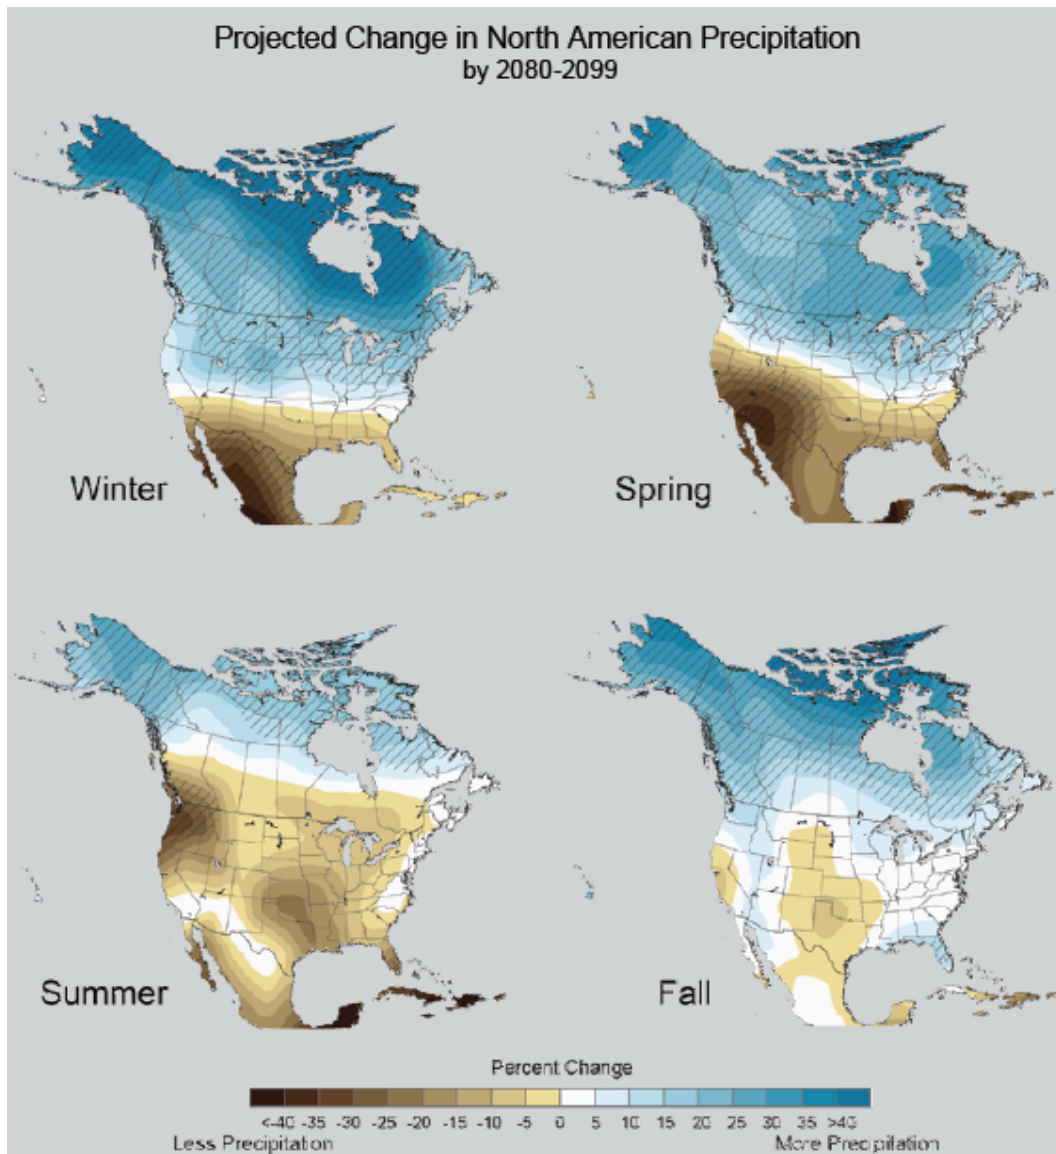 Projected Change in North American Precipitation
by 2080-2099
Winter
Spring
Summer
Fall
Percent Change
<-40 -35 -30 -25 -20 -15 -10 -5 0 5 10 15 20 25 30 35 >40
Less Precipitation
More Precipitation